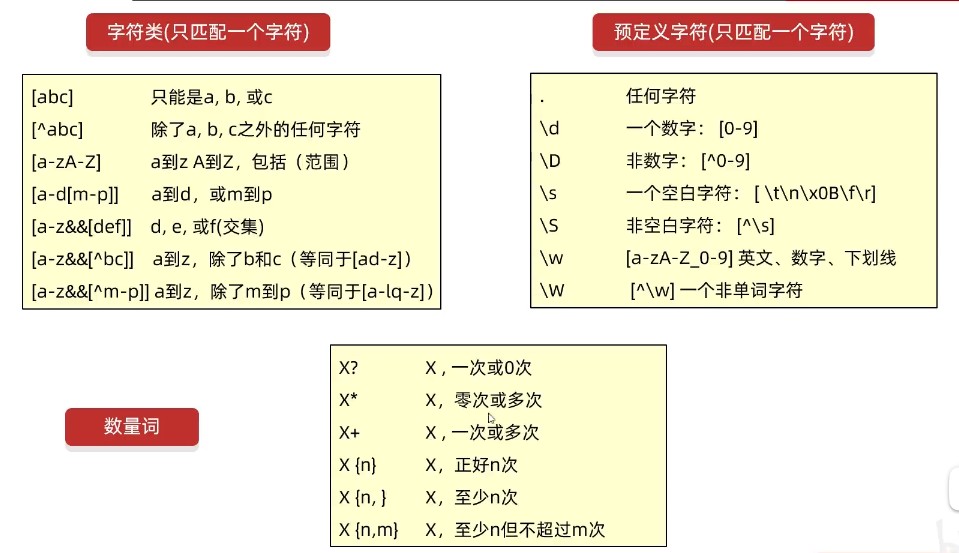 字符类(只匹配一个字符)
[abc] 只能是a, b, 或c
[^abc] 除了a, b, c之外的任何字符
[a-zA-Z] a到z A到Z，包括（范围）
[a-d[m-p]] a到d，或m到p
[a-z&&[def]] d, e, 或f(交集)
[a-z&&[^bc]] a到z，除了b和c（等同于[ad-z]）
[a-z&&[^m-p]] a到z，除了m到p（等同于[a-lq-z]）
预定义字符(只匹配一个字符)
. 任何字符
\d 一个数字： [0-9]
\D 非数字： [^0-9]
\s 一个空白字符： [ \t\n\x0B\f\r]
\S 非空白字符： [^\s]
\w [a-zA-Z_0-9] 英文、数字、下划线
\W [^\w] 一个非单词字符
数量词
X? X , 一次或0次
X* X，零次或多次
X+ X , 一次或多次
X {n} X，正好n次
X {n, } X，至少n次
X {n,m} X，至少n但不超过m次